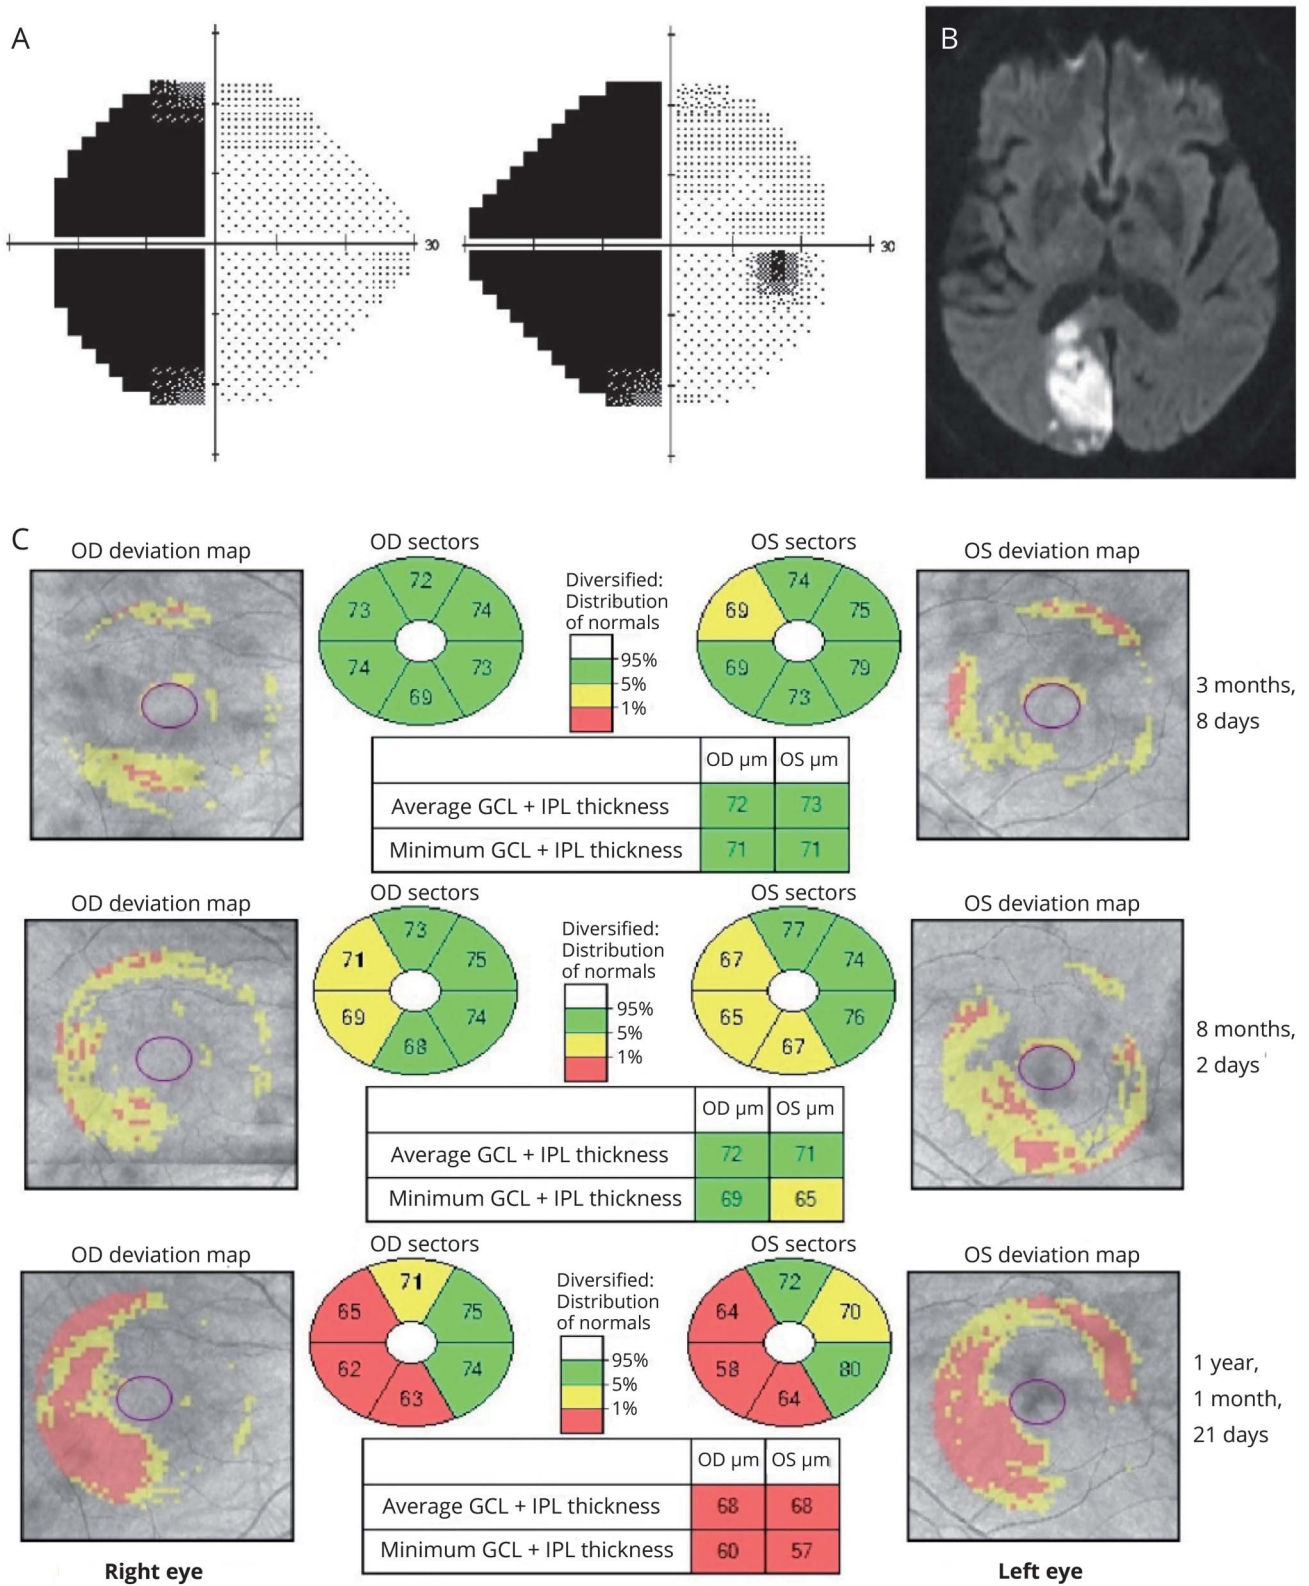 A
30
30
B
C
OD deviation map
OD sectors
OS sectors
OS deviation map
72
73
74
74
73
69
Diversified:
Distribution
of normals
95%
5%
1%
74
69
75
69
79
73
3 months,
8 days
OD µm OS µm
Average GCL + IPL thickness 72 73
Minimum GCL + IPL thickness 71 71
OD deviation map
OD sectors
OS sectors
OS deviation map
73
71
75
69
74
68
Diversified:
Distribution
of normals
95%
5%
1%
77
67
74
65
76
67
8 months,
2 days
OD µm OS µm
Average GCL + IPL thickness 72 71
Minimum GCL + IPL thickness 69 65
OD deviation map
OD sectors
OS sectors
OS deviation map
71
65
75
62
74
63
Diversified:
Distribution
of normals
95%
5%
1%
72
64
70
58
80
64
1 year,
1 month,
21 days
OD µm OS µm
Average GCL + IPL thickness 68 68
Minimum GCL + IPL thickness 60 57
Right eye
Left eye